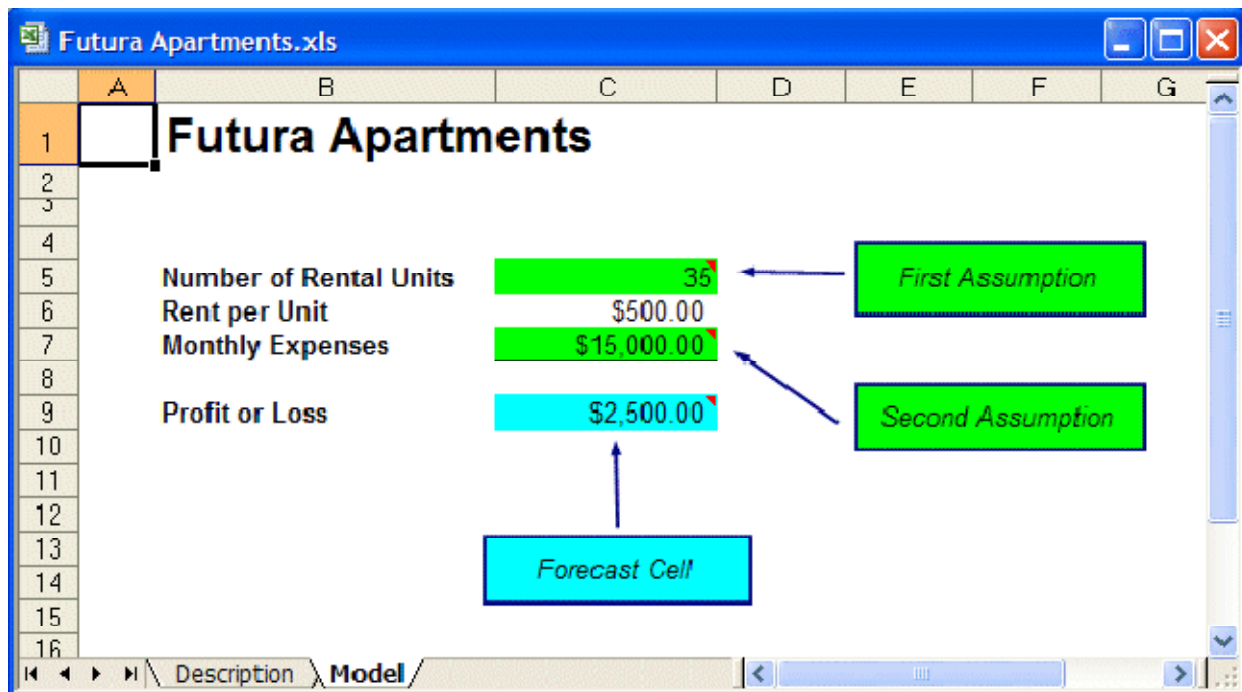 Futura Apartments.xls
A B C D E F G
1 Futura Apartments
2
3
4
5 Number of Rental Units 35 First Assumption
6 Rent per Unit $500.00
7 Monthly Expenses $15,000.00
8
9 Profit or Loss $2,500.00 Second Assumption
10
11
12
13
14 Forecast Cell
15
16
Description Model